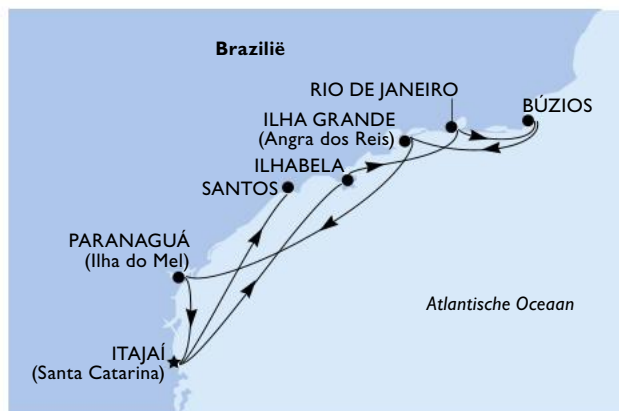 Brazilië
RIO DE JANEIRO
BÚZIOS
ILHA GRANDE
(Angra dos Reis)
ILHABELA
SANTOS
PARANAGUÁ
(Ilha do Mel)
Atlantische Oceaan
ITAJAÍ
(Santa Catarina)